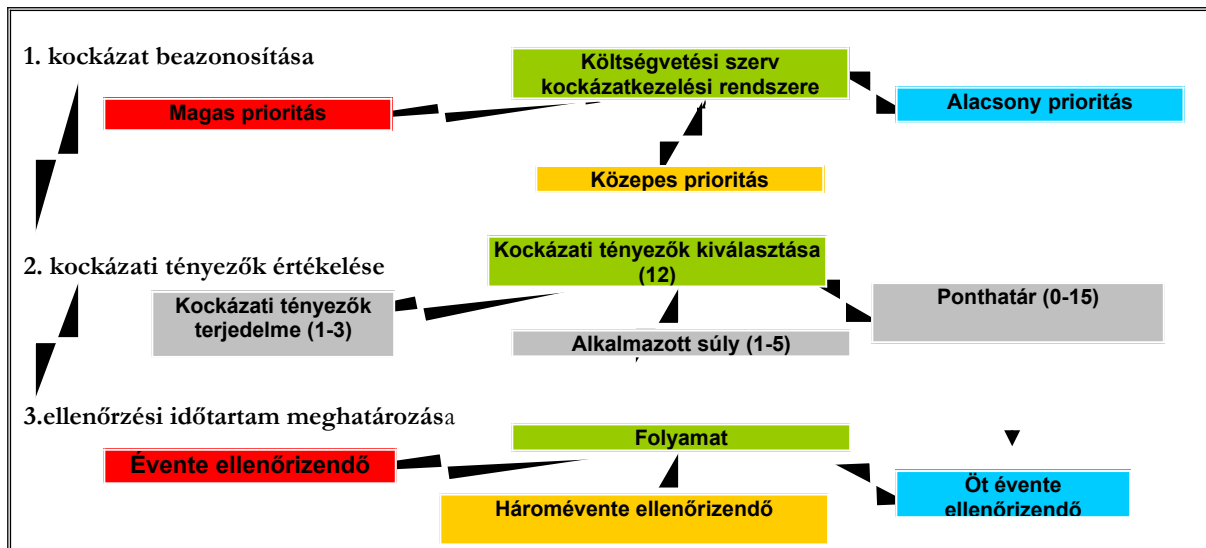 1. kockázat beazonosítása
Költségvetési szerv
kockázatkezelési rendszere
Magas prioritás
Alacsony prioritás
Közepes prioritás
2. kockázati tényezők értékelése
Kockázati tényezők kiválasztása
(12)
Kockázati tényezők
terjedelme (1-3)
Ponthatár (0-15)
Alkalmazott súly (1-5)
3.ellenőrzési időtartam meghatározása
Folyamat
Évente ellenőrizendő
Öt évente
ellenőrizendő
Háromévente ellenőrizendő